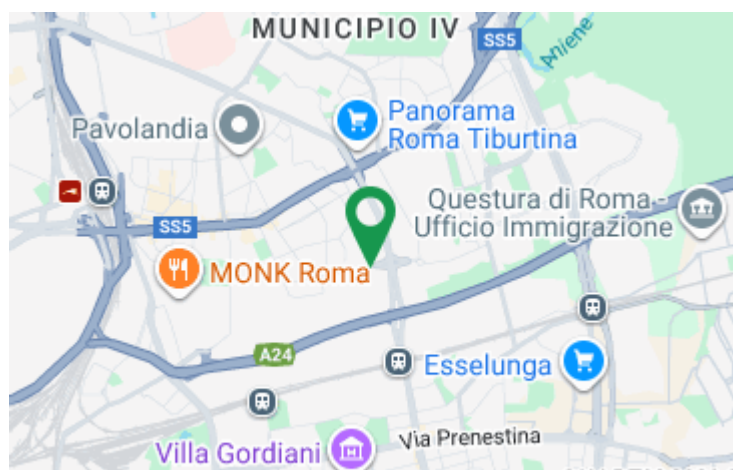 MUNICIPIO IV
SS5
Aniene
Pavolandia
Panorama
Roma Tiburtina
Questura di Roma -
Ufficio Immigrazione
SS5
MONK Roma
A24
Esselunga
Villa Gordiani
Via Prenestina